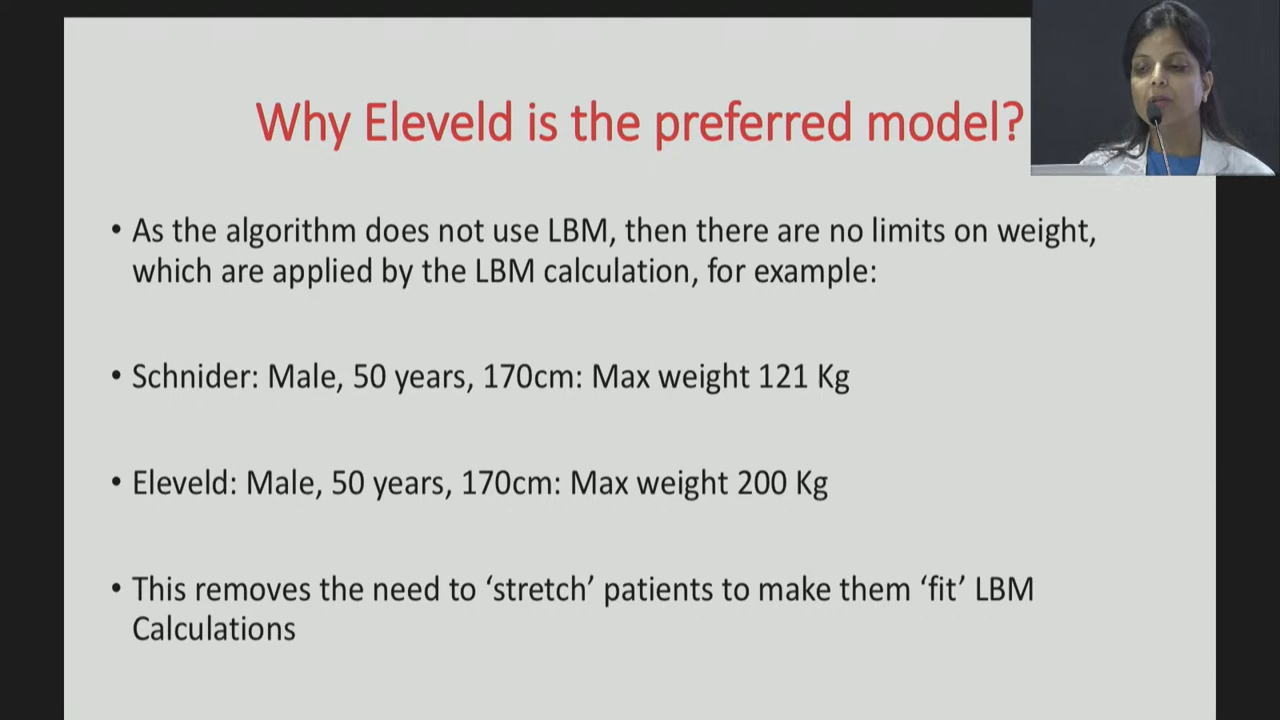 Why Eleveld is the preferred model?
• As the algorithm does not use LBM, then there are no limits on weight,
which are applied by the LBM calculation, for example:
• Schnider: Male, 50 years, 170cm: Max weight 121 Kg
• Eleveld: Male, 50 years, 170cm: Max weight 200 Kg
• This removes the need to ‘stretch’ patients to make them ‘fit’ LBM
Calculations